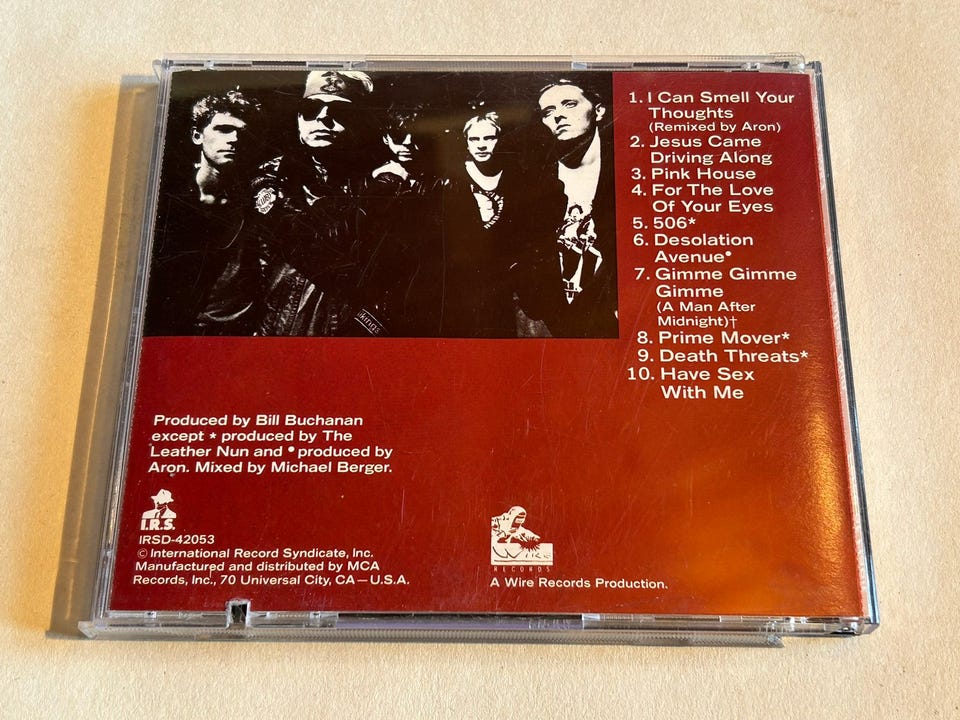 1. I Can Smell Your
Thoughts
(Remixed by Aron)
2. Jesus Came
Driving Along
3. Pink House
4. For The Love
Of Your Eyes
5. 506*
6. Desolation
Avenue•
7. Gimme Gimme
Gimme
(A Man After
Midnight)†
8. Prime Mover*
9. Death Threats*
10. Have Sex
With Me
Produced by Bill Buchanan
except * produced by The
Leather Nun and • produced by
Aron. Mixed by Michael Berger.
I.R.S.
IRSD-42053
© International Record Syndicate, Inc.
Manufactured and distributed by MCA
Records, Inc., 70 Universal City, CA—U.S.A.
WIRE
RECORDS
A Wire Records Production.